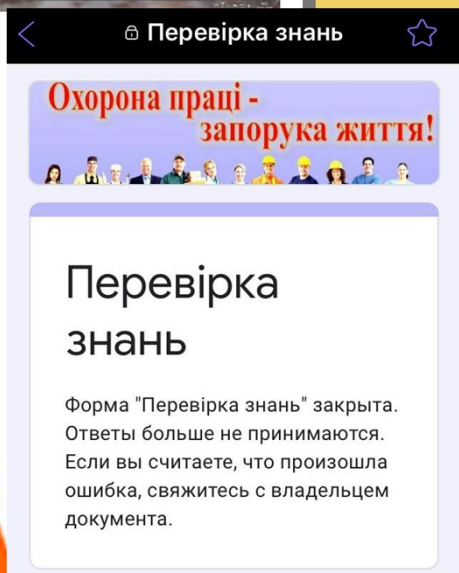 Перевірка знань
Охорона праці -
запорука життя!
Перевірка
знань
Форма "Перевірка знань" закрыта.
Ответы больше не принимаются.
Если вы считаете, что произошла
ошибка, свяжитесь с владельцем
документа.